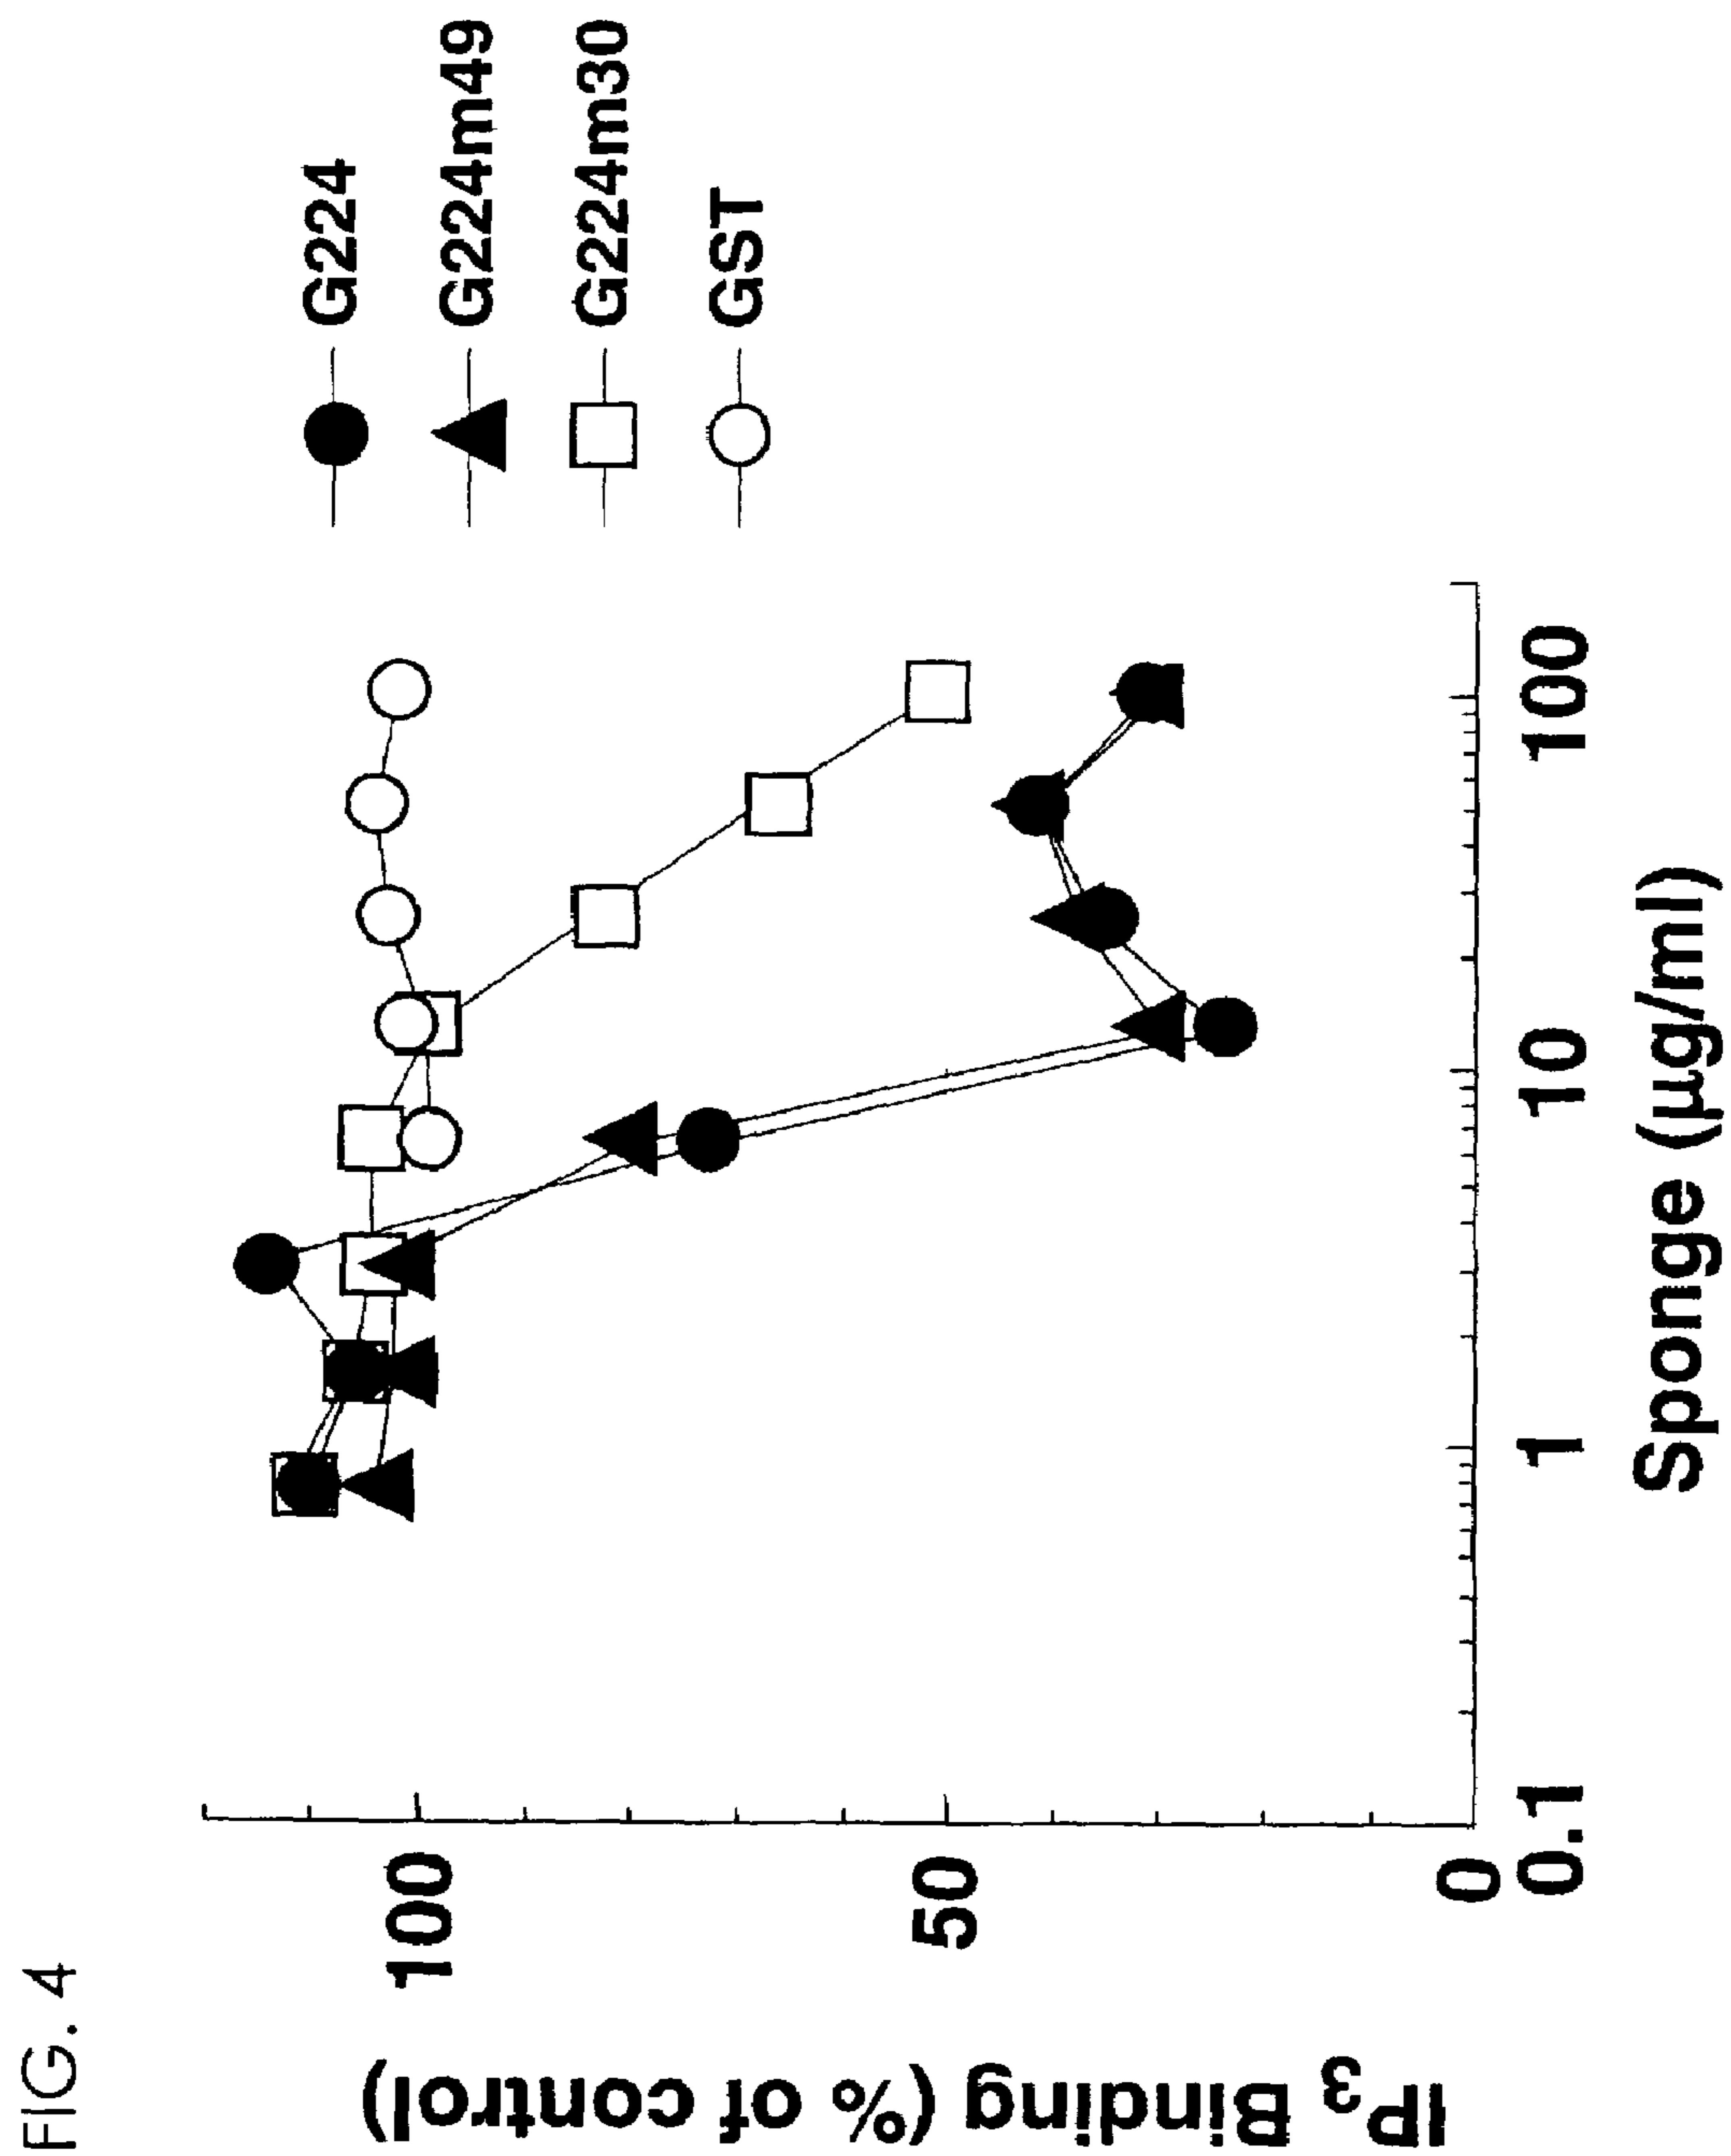 FIG. 4
IP3 Binding (% of control)
100
50
0
0.1
1
10
100
Sponge (μg/ml)
G224
G224m49
G224m30
GST